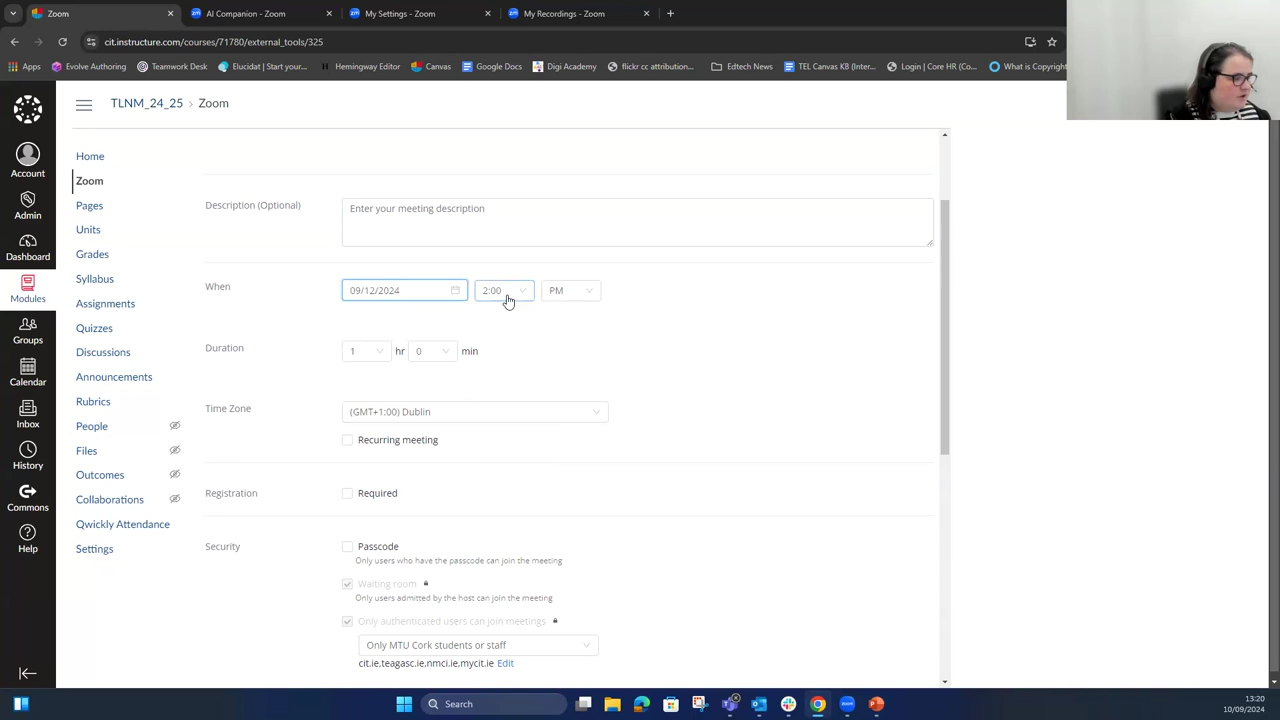 Zoom
AI Companion - Zoom
My Settings - Zoom
My Recordings - Zoom
cit.instructure.com/courses/71780/external_tools/325
Apps
Evolve Authoring
Teamwork Desk
Elucidat | Start your...
Hemingway Editor
Canvas
Google Docs
Digi Academy
flickr cc attribution...
Edtech News
TEL Canvas KB (Inter...
Login | Core HR (Co...
What is Copyright
TLNM_24_25 › Zoom
Account
Admin
Dashboard
Modules
Groups
Calendar
Inbox
History
Commons
Help
Home
Zoom
Pages
Units
Grades
Syllabus
Assignments
Quizzes
Discussions
Announcements
Rubrics
People
Files
Outcomes
Collaborations
Qwickly Attendance
Settings
Description (Optional)
Enter your meeting description
When
09/12/2024
2:00
PM
Duration
1 hr 0 min
Time Zone
(GMT+1:00) Dublin
Recurring meeting
Registration
Required
Security
Passcode
Only users who have the passcode can join the meeting
Waiting room
Only users admitted by the host can join the meeting
Only authenticated users can join meetings
Only MTU Cork students or staff
cit.ie,teagasc.ie,nmci.ie,mycit.ie Edit
Search
13:20
10/09/2024